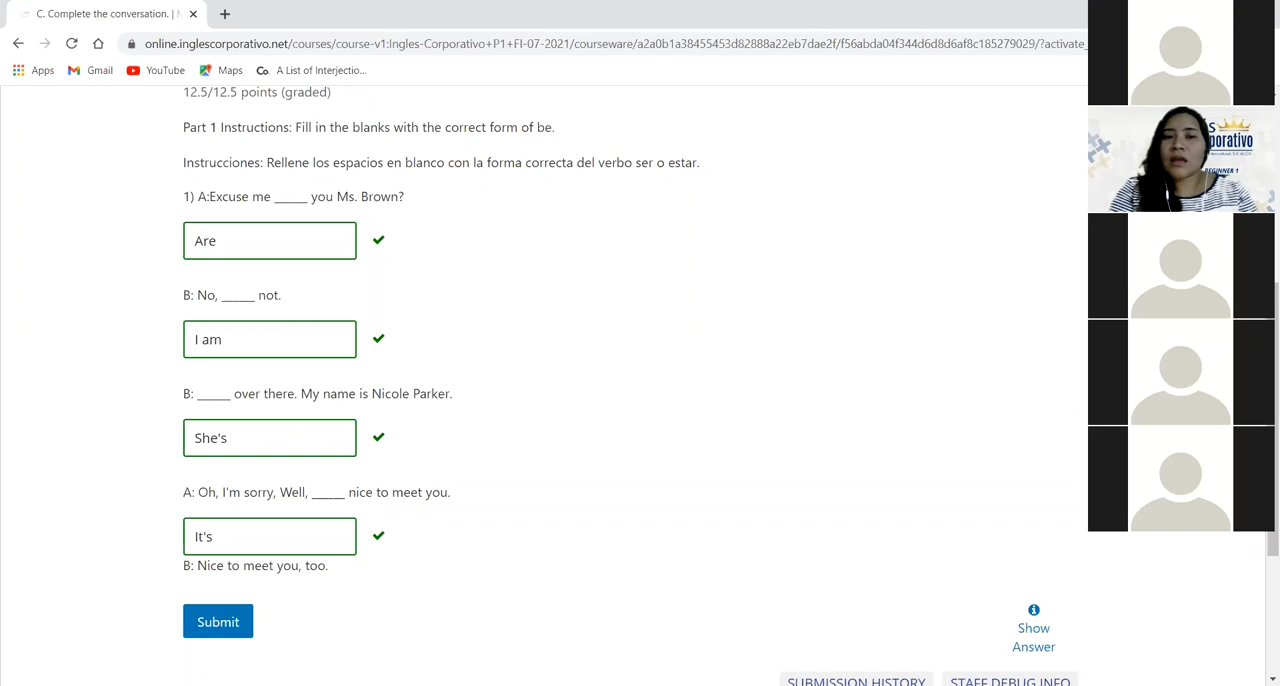 C. Complete the conversation. |
online.inglescorporativo.net/courses/course-v1:Ingles-Corporativo+P1+FI-07-2021/courseware/a2a0b1a38455453d82888a22eb7dae2f/f56abda04f344d6d8d6af8c185279029/?activate_
Apps Gmail YouTube Maps Co. A List of Interjectio...
12.5/12.5 points (graded)
Part 1 Instructions: Fill in the blanks with the correct form of be.
Instrucciones: Rellene los espacios en blanco con la forma correcta del verbo ser o estar.
1) A:Excuse me _____ you Ms. Brown?
Are
B: No, _____ not.
I am
B: _____ over there. My name is Nicole Parker.
She's
A: Oh, I'm sorry, Well, _____ nice to meet you.
It's
B: Nice to meet you, too.
Submit
Show
Answer
SUBMISSION HISTORY STAFF DEBUG INFO
s
porativo
BEGINNER 1